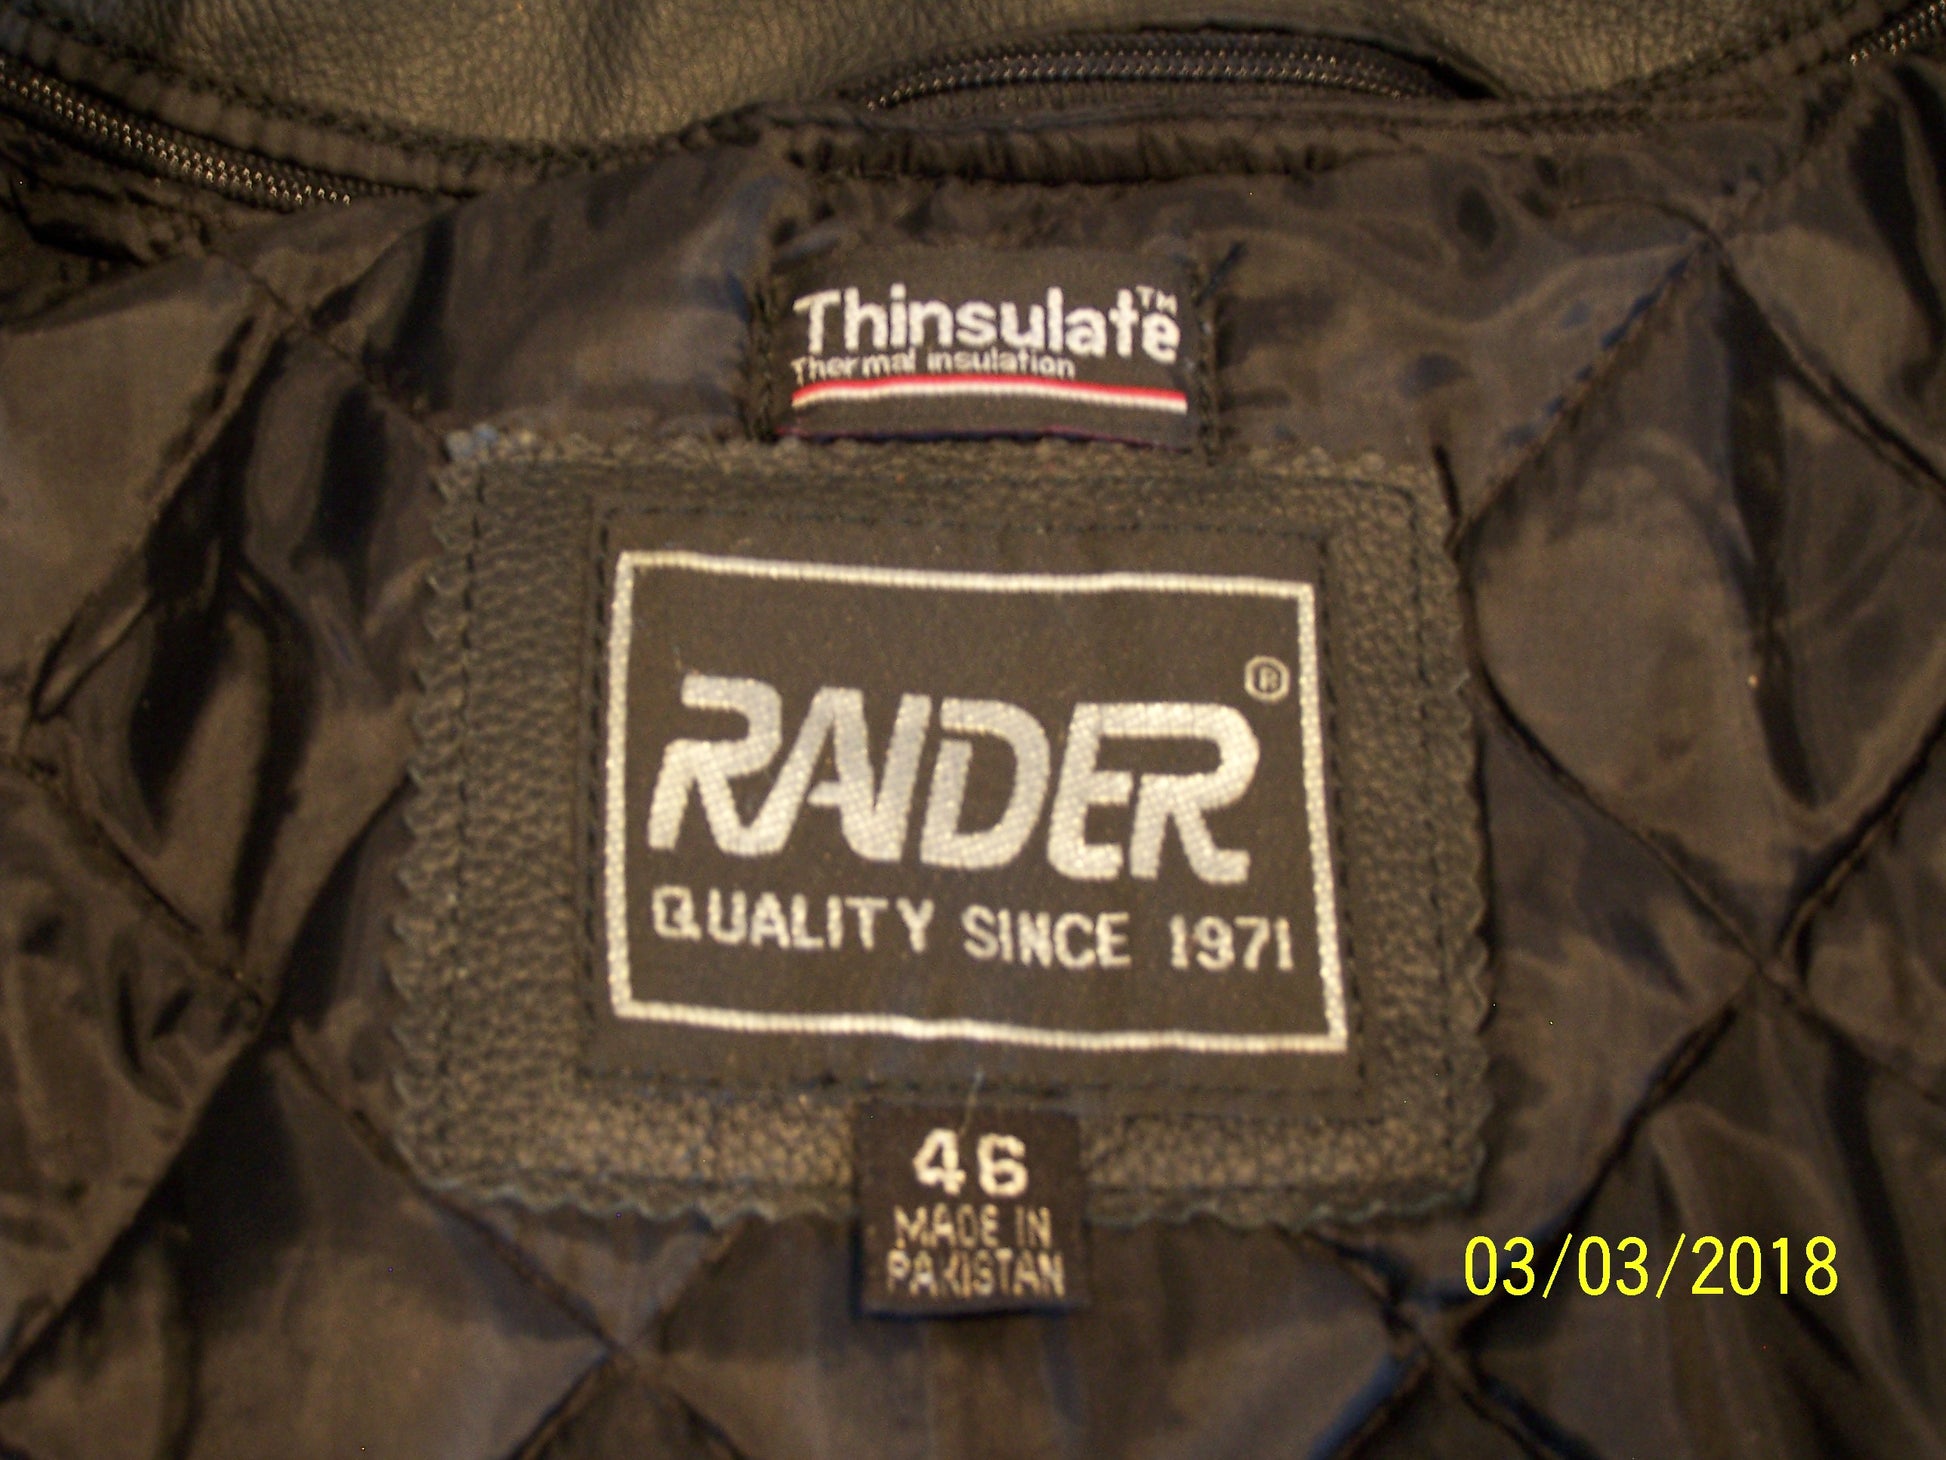 Thinsulate™
Thermal insulation
RAIDER®
QUALITY SINCE 1971
46
MADE IN
PAKISTAN
03/03/2018